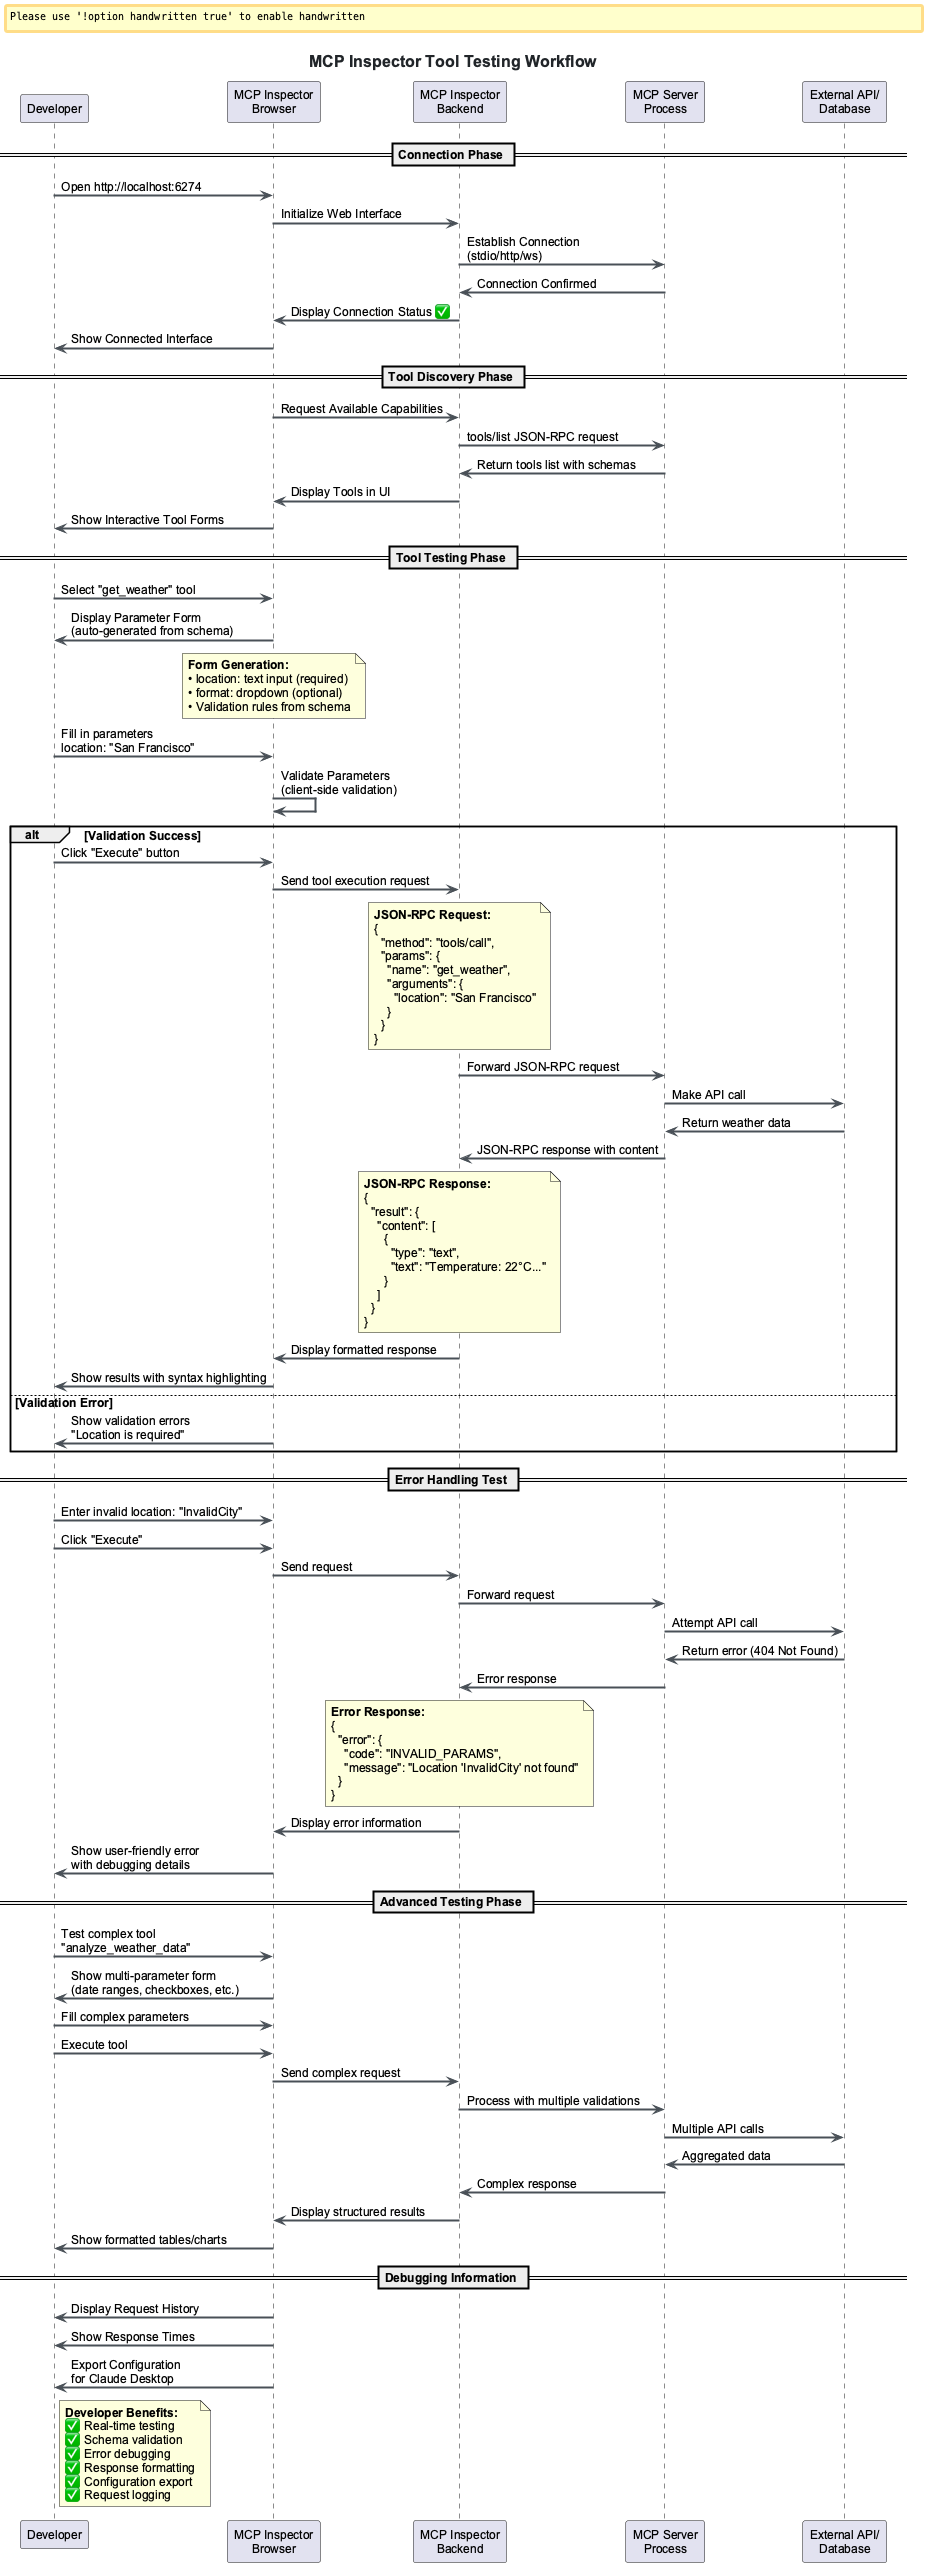 Please use '!option handwritten true' to enable handwritten
MCP Inspector Tool Testing Workflow
Developer
MCP Inspector
Browser
MCP Inspector
Backend
MCP Server
Process
External API/
Database
Connection Phase
Open http://localhost:6274
Initialize Web Interface
Establish Connection
(stdio/http/ws)
Connection Confirmed
Display Connection Status ✅
Show Connected Interface
Tool Discovery Phase
Request Available Capabilities
tools/list JSON-RPC request
Return tools list with schemas
Display Tools in UI
Show Interactive Tool Forms
Tool Testing Phase
Select "get_weather" tool
Display Parameter Form
(auto-generated from schema)
Form Generation:
• location: text input (required)
• format: dropdown (optional)
• Validation rules from schema
Fill in parameters
location: "San Francisco"
Validate Parameters
(client-side validation)
alt [Validation Success]
Click "Execute" button
Send tool execution request
JSON-RPC Request:
{
"method": "tools/call",
"params": {
"name": "get_weather",
"arguments": {
"location": "San Francisco"
}
}
}
Forward JSON-RPC request
Make API call
Return weather data
JSON-RPC response with content
JSON-RPC Response:
{
"result": {
"content": [
{
"type": "text",
"text": "Temperature: 22°C..."
}
]
}
}
Display formatted response
Show results with syntax highlighting
[Validation Error]
Show validation errors
"Location is required"
Error Handling Test
Enter invalid location: "InvalidCity"
Click "Execute"
Send request
Forward request
Attempt API call
Return error (404 Not Found)
Error response
Error Response:
{
"error": {
"code": "INVALID_PARAMS",
"message": "Location 'InvalidCity' not found"
}
}
Display error information
Show user-friendly error
with debugging details
Advanced Testing Phase
Test complex tool
"analyze_weather_data"
Show multi-parameter form
(date ranges, checkboxes, etc.)
Fill complex parameters
Execute tool
Send complex request
Process with multiple validations
Multiple API calls
Aggregated data
Complex response
Display structured results
Show formatted tables/charts
Debugging Information
Display Request History
Show Response Times
Export Configuration
for Claude Desktop
Developer Benefits:
✅ Real-time testing
✅ Schema validation
✅ Error debugging
✅ Response formatting
✅ Configuration export
✅ Request logging
Developer
MCP Inspector
Browser
MCP Inspector
Backend
MCP Server
Process
External API/
Database